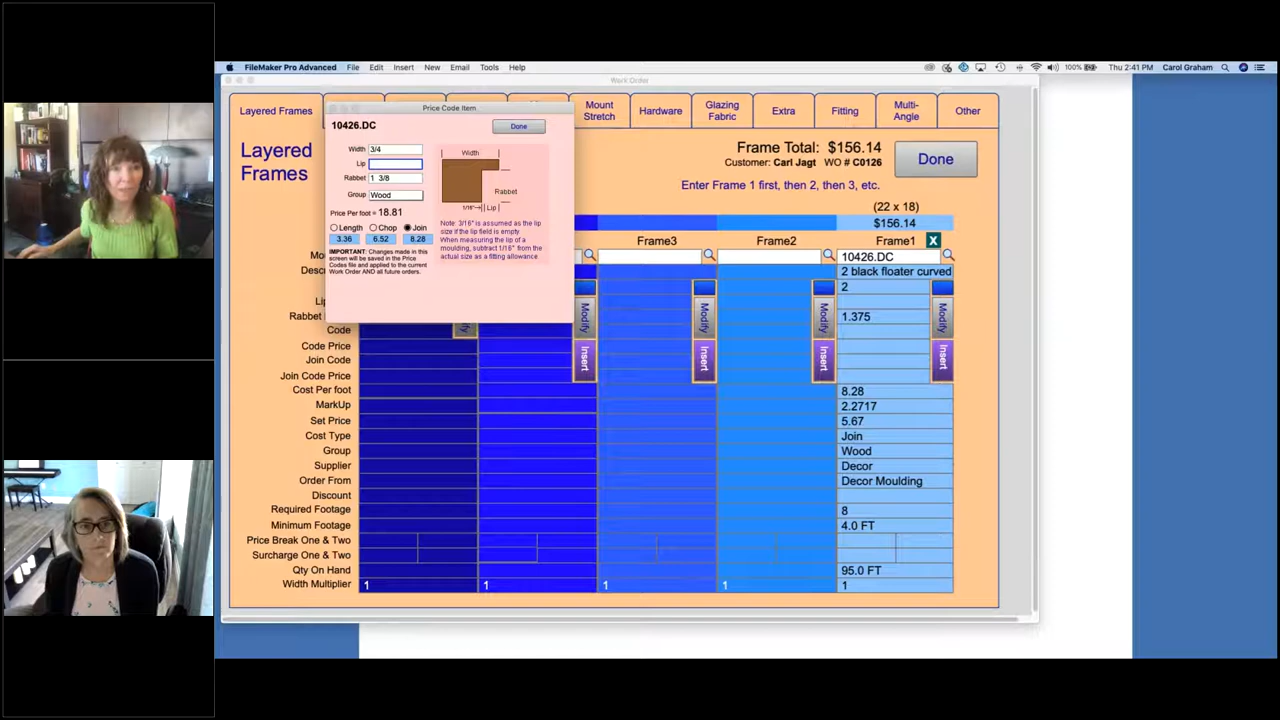 FileMaker Pro Advanced File Edit Insert New Email Tools Help
100% Thu 2:41 PM Carol Graham
Work Order
Layered Frames
Mount Stretch
Hardware
Glazing Fabric
Extra
Fitting
Multi-Angle
Other
Price Code Item
10426.DC
Done
Width 3/4
Lip
Rabbet 1 3/8
Group Wood
Price Per foot = 18.81
Length Chop Join
3.36 6.52 8.28
IMPORTANT: Changes made in this
screen will be saved in the Price
Codes file and applied to the current
Work Order AND all future orders.
Width
Rabbet
1/16" Lip
Note: 3/16" is assumed as the lip
size if the lip field is empty
When measuring the lip of a
moulding, subtract 1/16" from the
actual size as a fitting allowance
Layered
Frames
Frame Total: $156.14
Customer: Carl Jagt WO # C0126
Done
Enter Frame 1 first, then 2, then 3, etc.
(22 x 18)
$156.14
Frame3 Frame2 Frame1 X
10426.DC
2 black floater curved
2
Rabbet 1.375
Modify Modify Modify Modify
Insert Insert Insert Insert
Code
Code Price
Join Code
Join Code Price
Cost Per foot 8.28
MarkUp 2.2717
Set Price 5.67
Cost Type Join
Group Wood
Supplier Decor
Order From Decor Moulding
Discount
Required Footage 8
Minimum Footage 4.0 FT
Price Break One & Two
Surcharge One & Two
Qty On Hand 95.0 FT
Width Multiplier 1 1 1 1 1